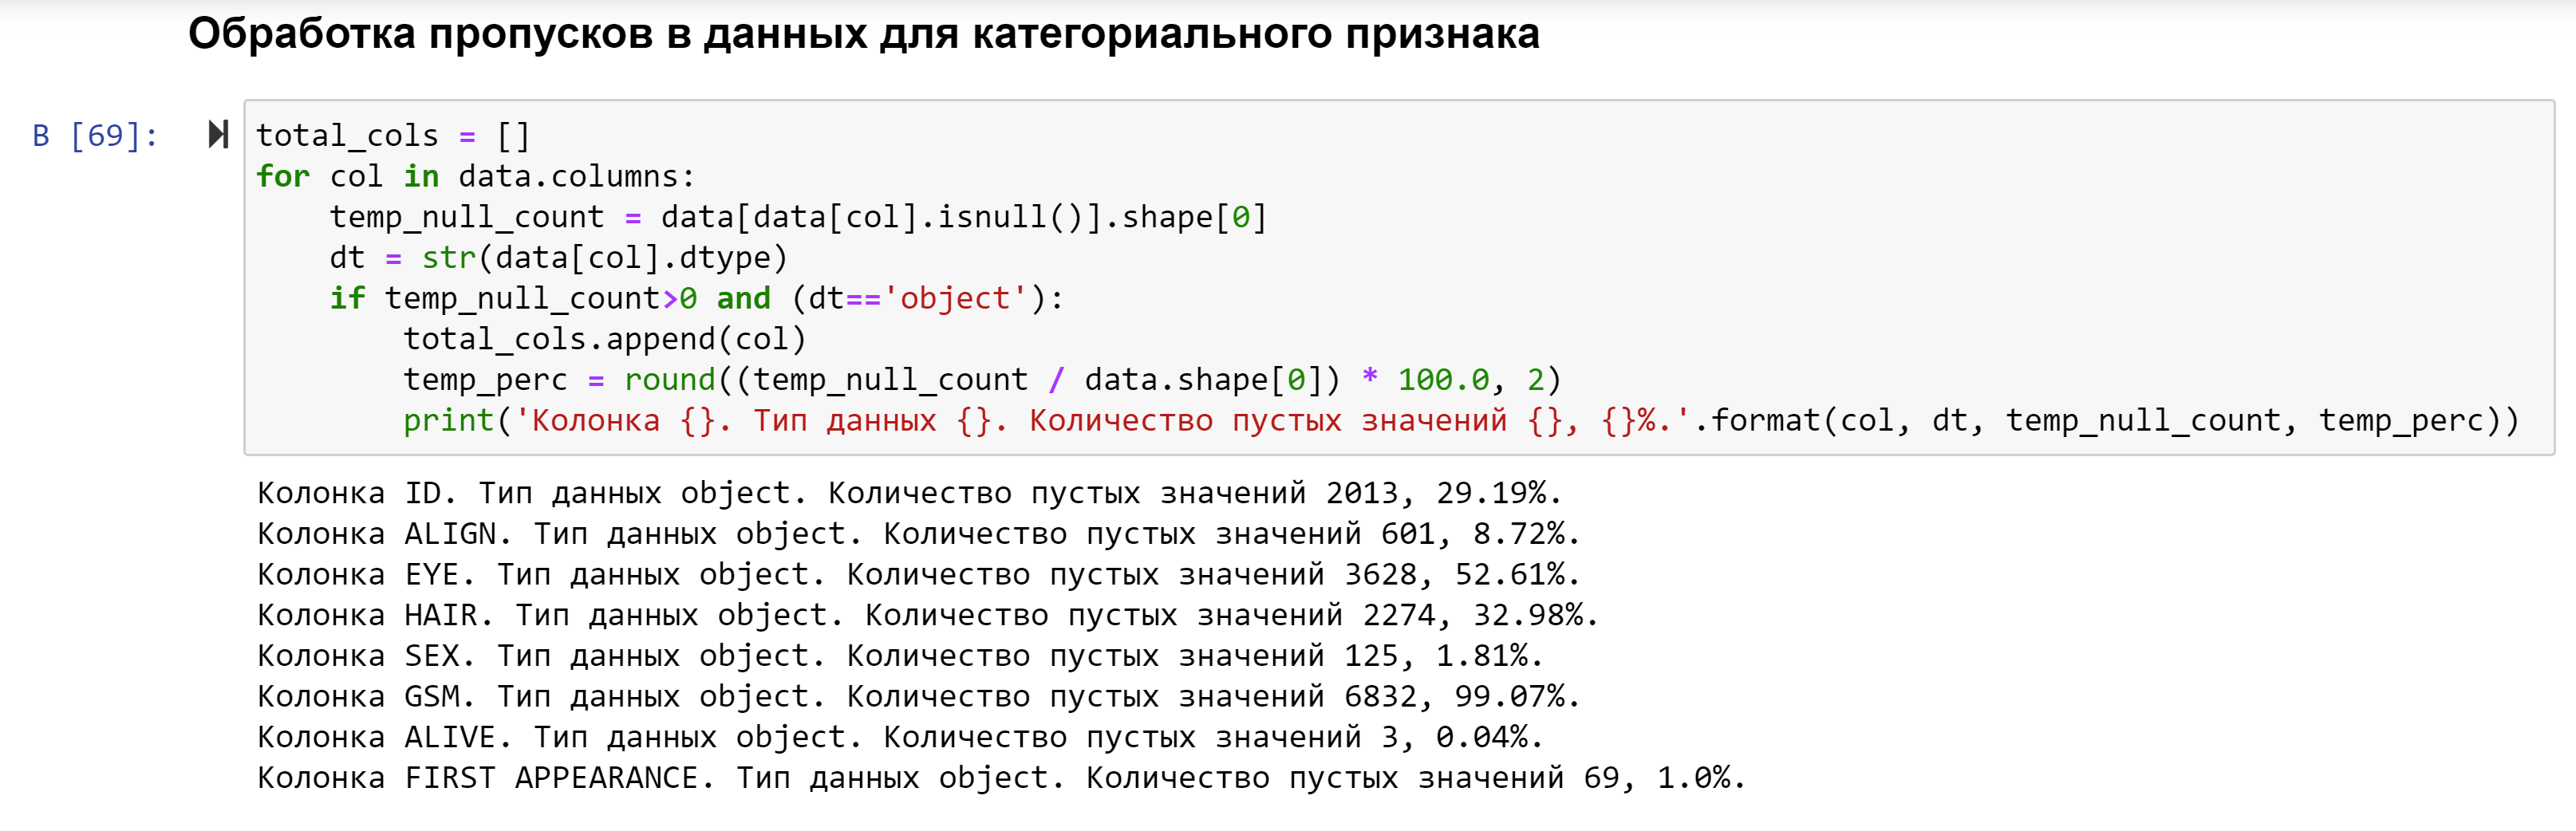 Обработка пропусков в данных для категориального признака
В [69]:
total_cols = []
for col in data.columns:
    temp_null_count = data[data[col].isnull()].shape[0]
    dt = str(data[col].dtype)
    if temp_null_count>0 and (dt=='object'):
        total_cols.append(col)
        temp_perc = round((temp_null_count / data.shape[0]) * 100.0, 2)
        print('Колонка {}. Тип данных {}. Количество пустых значений {}, {}%.'.format(col, dt, temp_null_count, temp_perc))
Колонка ID. Тип данных object. Количество пустых значений 2013, 29.19%.
Колонка ALIGN. Тип данных object. Количество пустых значений 601, 8.72%.
Колонка EYE. Тип данных object. Количество пустых значений 3628, 52.61%.
Колонка HAIR. Тип данных object. Количество пустых значений 2274, 32.98%.
Колонка SEX. Тип данных object. Количество пустых значений 125, 1.81%.
Колонка GSM. Тип данных object. Количество пустых значений 6832, 99.07%.
Колонка ALIVE. Тип данных object. Количество пустых значений 3, 0.04%.
Колонка FIRST APPEARANCE. Тип данных object. Количество пустых значений 69, 1.0%.